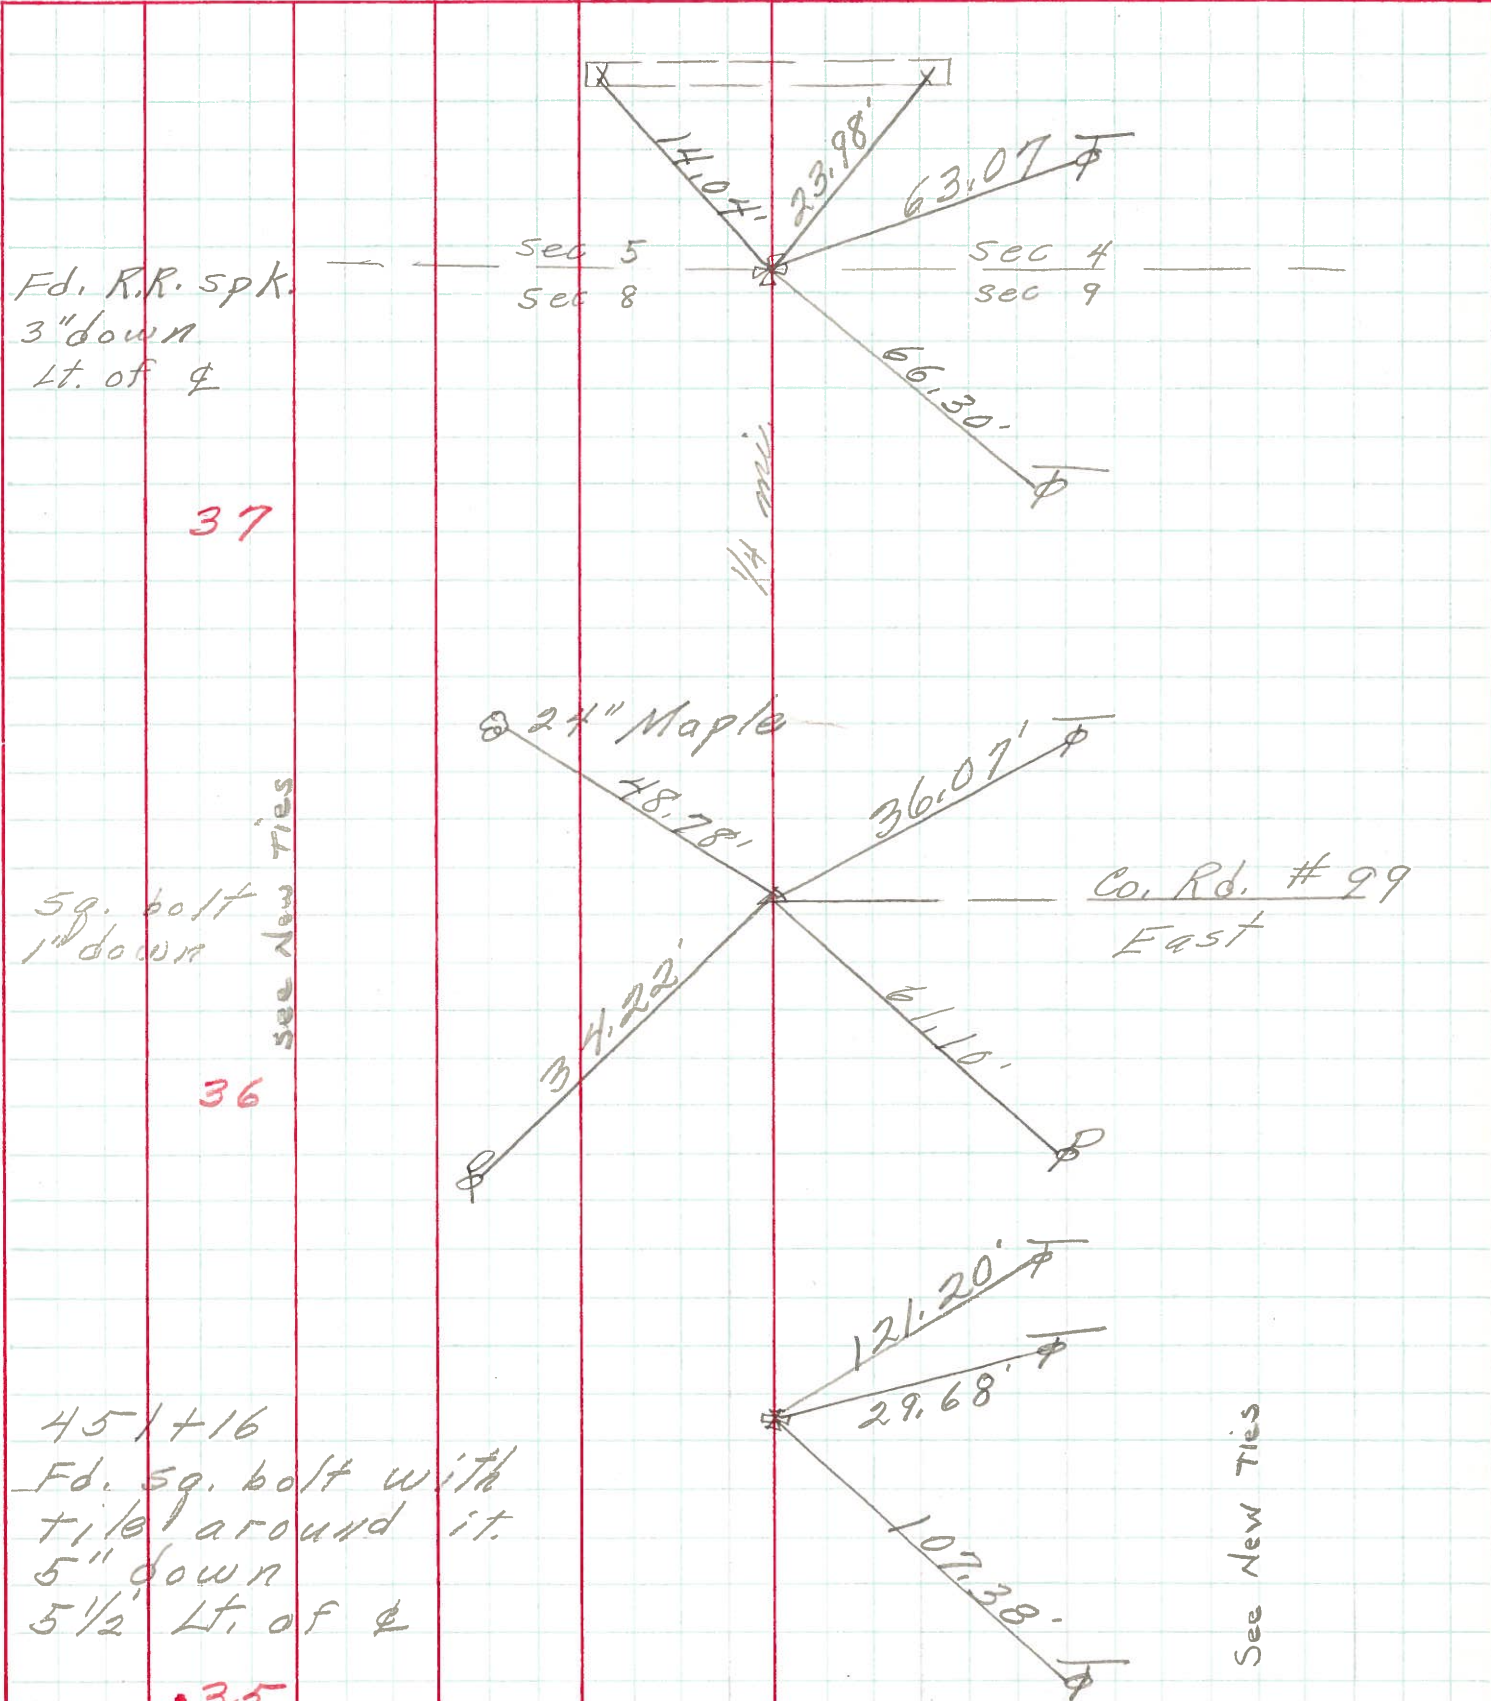 14.04'
23.98'
63.07
sec 5
sec 4
sec 8
sec 9
Fd. R.R. spk.
3" down
Lt. of ℄
66.30'
1/4 mi.
37
24" Maple
48.78'
36.07'
See New Ties
Sq. bolt
1" down
Co. Rd. # 99
East
34.22'
61.10'
36
121.20'
29.68'
451+16
Fd. sq. bolt with
tile around it.
5" down
5 1/2' Lt. of ℄
107.38'
See New Ties
35